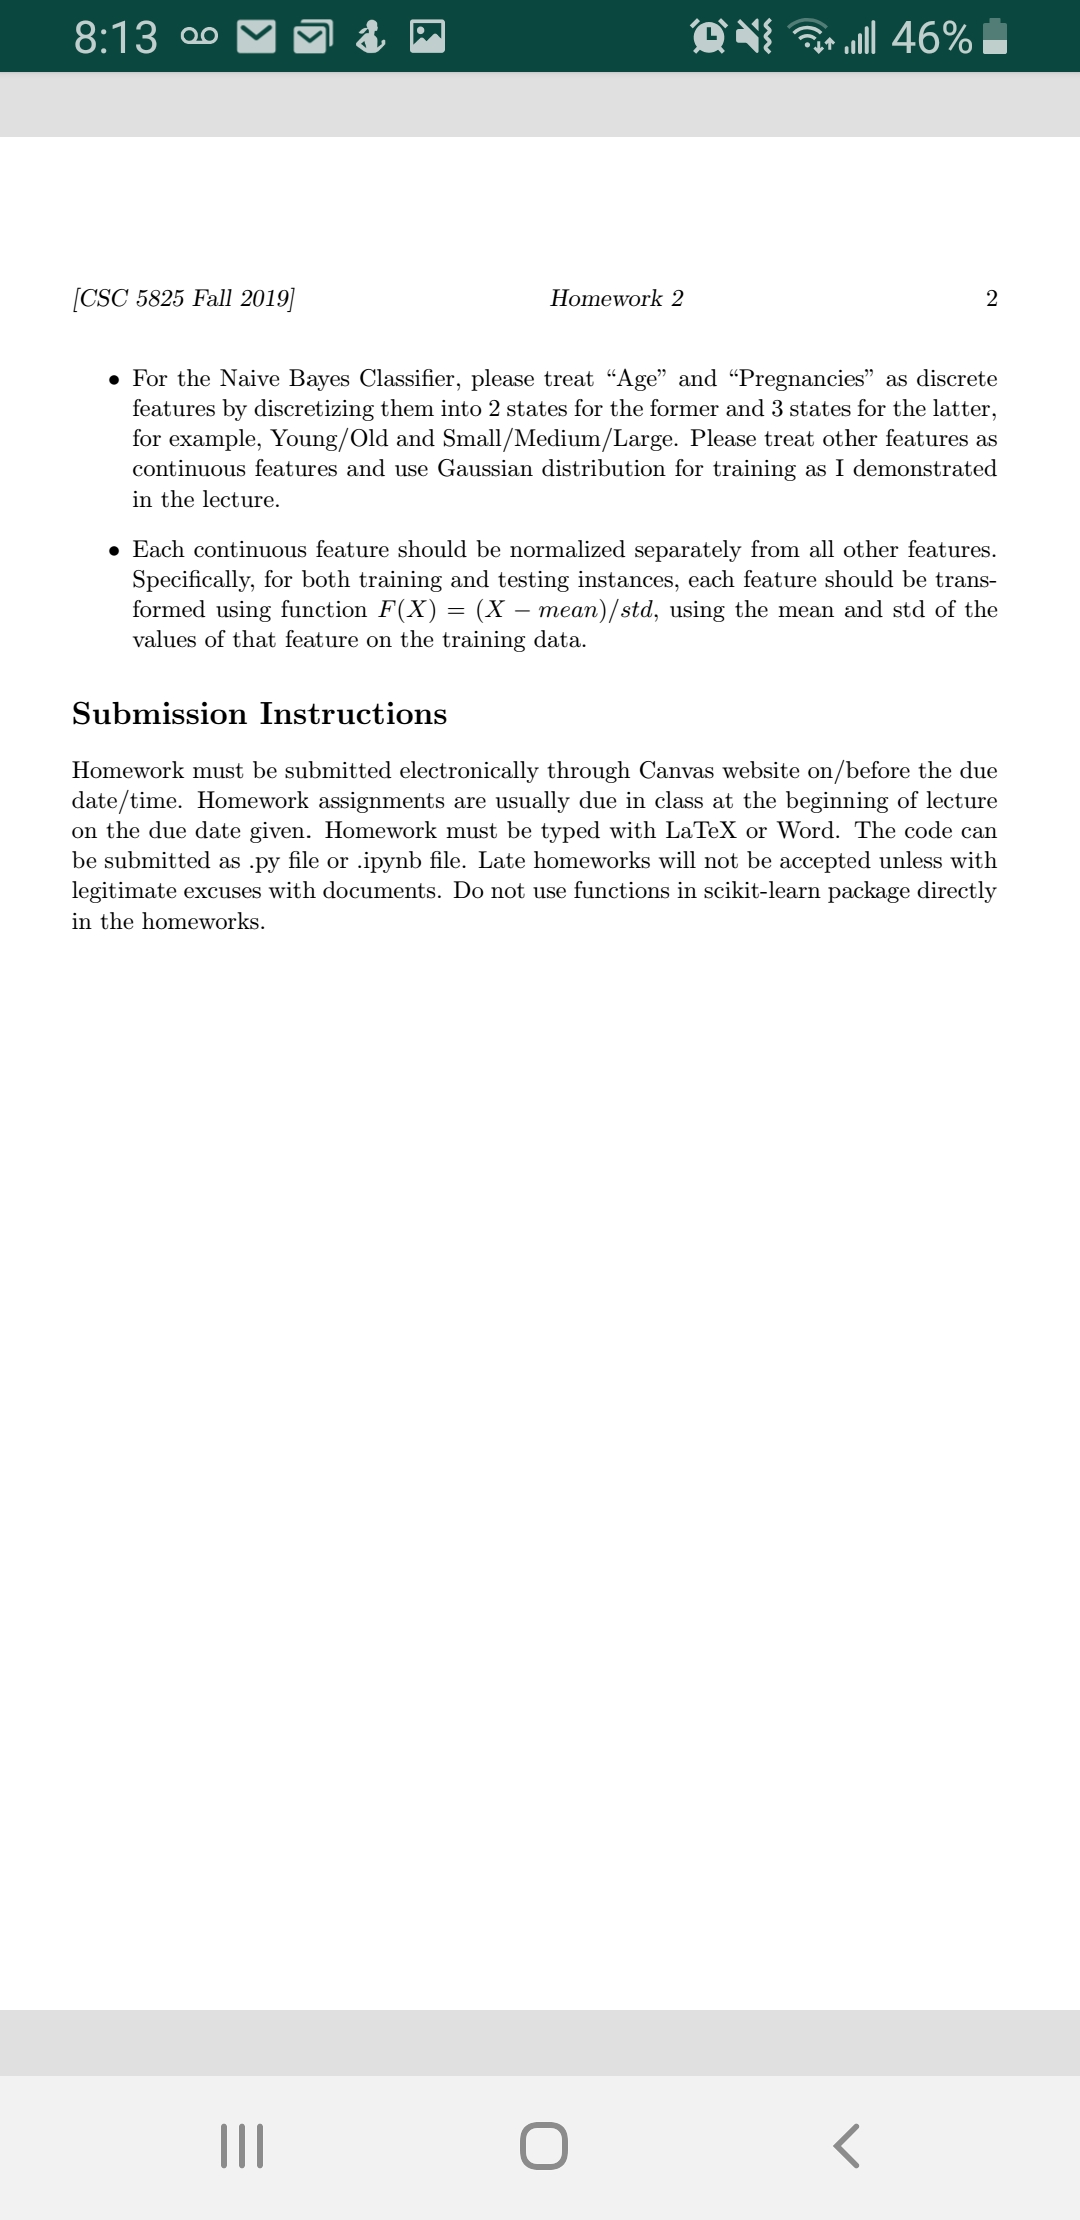 8:13 46%
[CSC 5825 Fall 2019] Homework 2 2
• For the Naive Bayes Classifier, please treat “Age” and “Pregnancies” as discrete
features by discretizing them into 2 states for the former and 3 states for the latter,
for example, Young/Old and Small/Medium/Large. Please treat other features as
continuous features and use Gaussian distribution for training as I demonstrated
in the lecture.
• Each continuous feature should be normalized separately from all other features.
Specifically, for both training and testing instances, each feature should be trans-
formed using function F(X) = (X − mean)/std, using the mean and std of the
values of that feature on the training data.
Submission Instructions
Homework must be submitted electronically through Canvas website on/before the due
date/time. Homework assignments are usually due in class at the beginning of lecture
on the due date given. Homework must be typed with LaTeX or Word. The code can
be submitted as .py file or .ipynb file. Late homeworks will not be accepted unless with
legitimate excuses with documents. Do not use functions in scikit-learn package directly
in the homeworks.